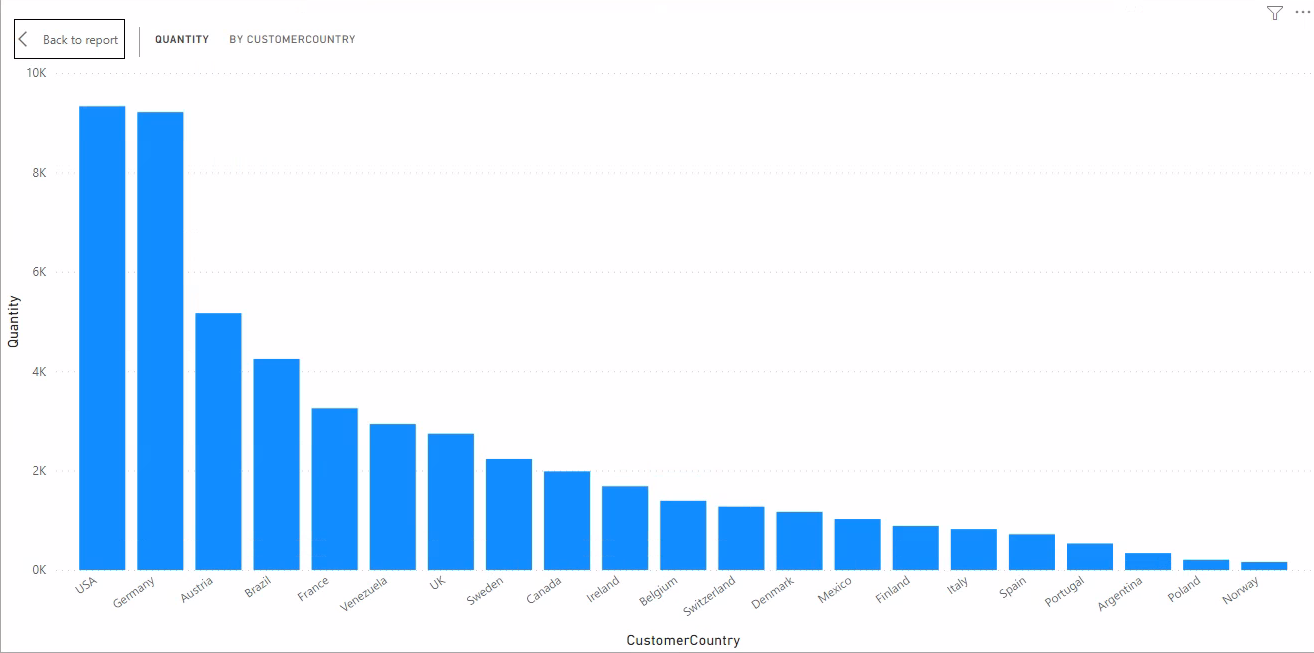 Back to report
QUANTITY
BY CUSTOMERCOUNTRY
Quantity
10K
8K
6K
4K
2K
0K
USA
Germany
Austria
Brazil
France
Venezuela
UK
Sweden
Canada
Ireland
Belgium
Switzerland
Denmark
Mexico
Finland
Italy
Spain
Portugal
Argentina
Poland
Norway
CustomerCountry